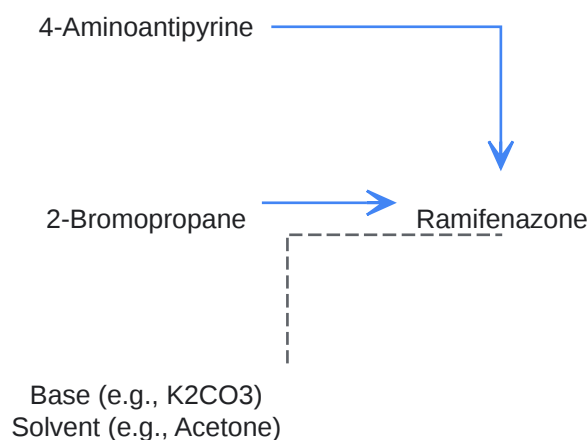 4-Aminoantipyrine
2-Bromopropane
Ramifenazone
Base (e.g., K2CO3)
Solvent (e.g., Acetone)